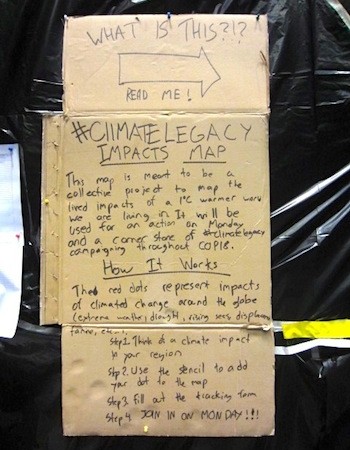 WHAT IS THIS?!?
READ ME!
#CLIMATELEGACY
IMPACTS MAP
This map is meant to be a
collective project to map the
lived impacts of a 1°C warmer world
we are living in. It will be
used for an action on Monday
and a corner stone of #climatelegacy
campaigning throughout COP18.
How It Works
The red dots represent impacts
of climated change around the globe
(extreme weather, drought, rising seas, displacement,
famine, etc...)
Step 1. Think of a climate impact
in your region
Step 2. Use the stencil to add
your dot to the map
Step 3. Fill out the tracking form
Step 4. JOIN IN ON MONDAY!!!